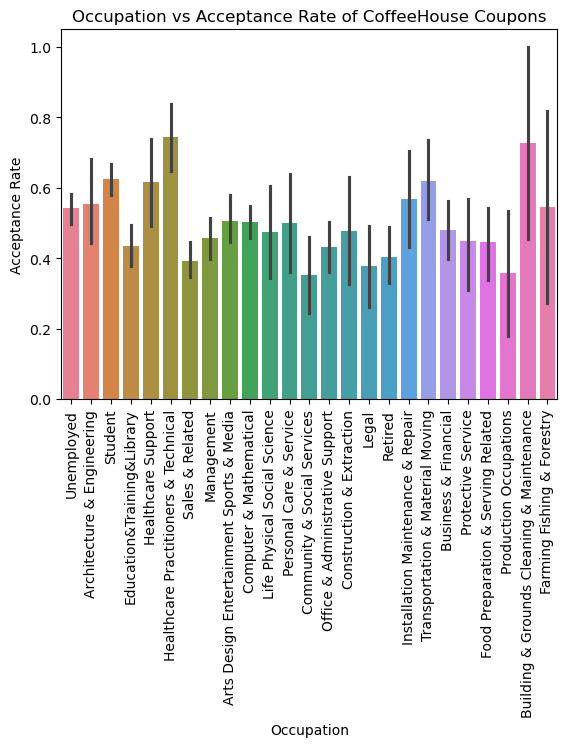 Occupation vs Acceptance Rate of CoffeeHouse Coupons
Acceptance Rate
1.0
0.8
0.6
0.4
0.2
0.0
Unemployed
Architecture & Engineering
Student
Education&Training&Library
Healthcare Support
Healthcare Practitioners & Technical
Sales & Related
Management
Arts Design Entertainment Sports & Media
Computer & Mathematical
Life Physical Social Science
Personal Care & Service
Community & Social Services
Office & Administrative Support
Construction & Extraction
Legal
Retired
Installation Maintenance & Repair
Transportation & Material Moving
Business & Financial
Protective Service
Food Preparation & Serving Related
Production Occupations
Building & Grounds Cleaning & Maintenance
Farming Fishing & Forestry
Occupation